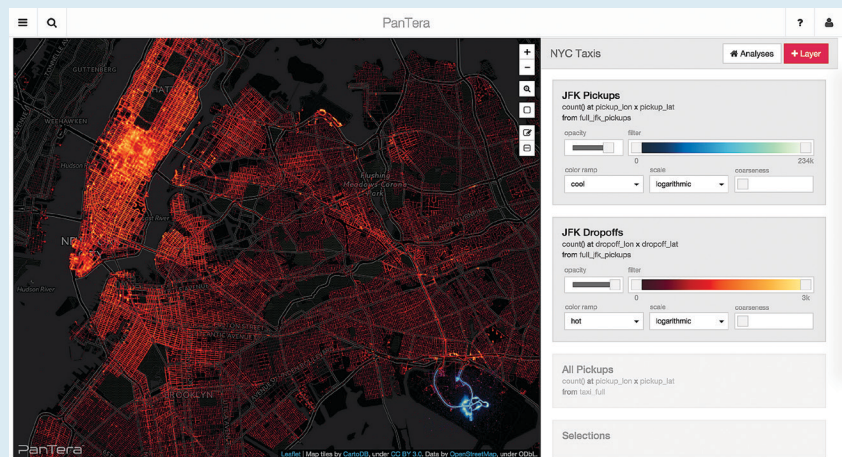 PanTera
?
GUTTENBERG
WEEHAWKEN
Hudson
Flushing
Meadows-Corona
Park
Hudson River
PanTera
Leaflet | Map tiles by CartoDB, under CC BY 3.0. Data by OpenStreetMap, under ODbL.
NYC Taxis
Analyses
+Layer
JFK Pickups
count() at pickup_lon x pickup_lat
from full_jfk_pickups
opacity filter
0 234k
color ramp scale coarseness
cool logarithmic
JFK Dropoffs
count() at dropoff_lon x dropoff_lat
from full_jfk_pickups
opacity filter
0 3k
color ramp scale coarseness
hot logarithmic
All Pickups
count() at pickup_lon x pickup_lat
from taxi_full
Selections